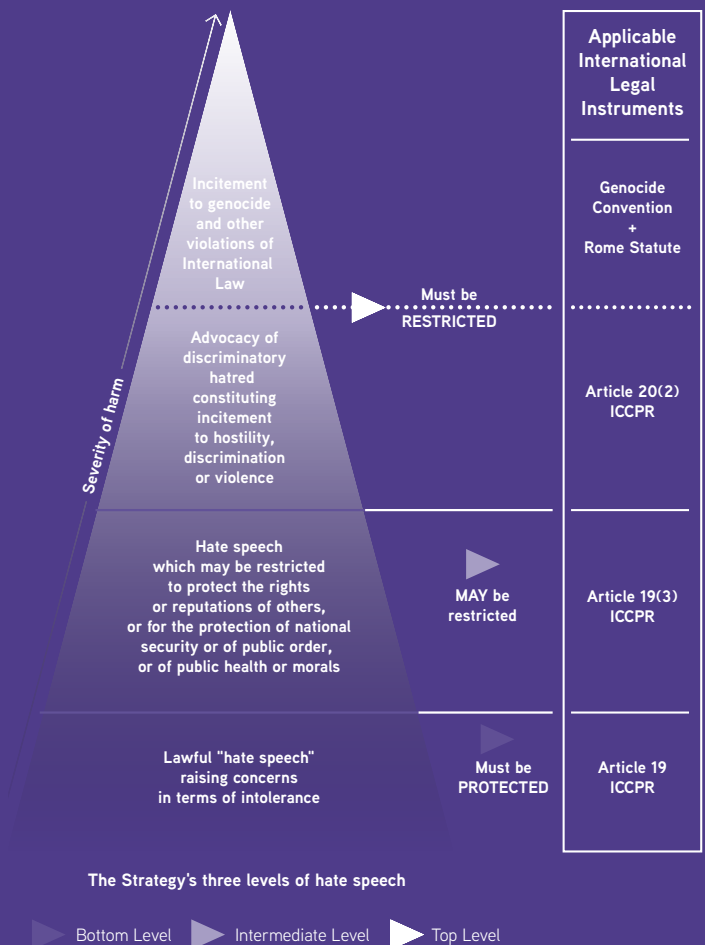 Applicable
International
Legal
Instruments
Incitement
to genocide
and other
violations of
International
Law
Genocide
Convention
+
Rome Statute
Must be
RESTRICTED
Advocacy of
discriminatory
hatred
constituting
incitement
to hostility,
discrimination
or violence
Article 20(2)
ICCPR
Severity of harm
Hate speech
which may be restricted
to protect the rights
or reputations of others,
or for the protection of national
security or of public order,
or of public health or morals
MAY be
restricted
Article 19(3)
ICCPR
Lawful "hate speech"
raising concerns
in terms of intolerance
Must be
PROTECTED
Article 19
ICCPR
The Strategy's three levels of hate speech
Bottom Level Intermediate Level Top Level